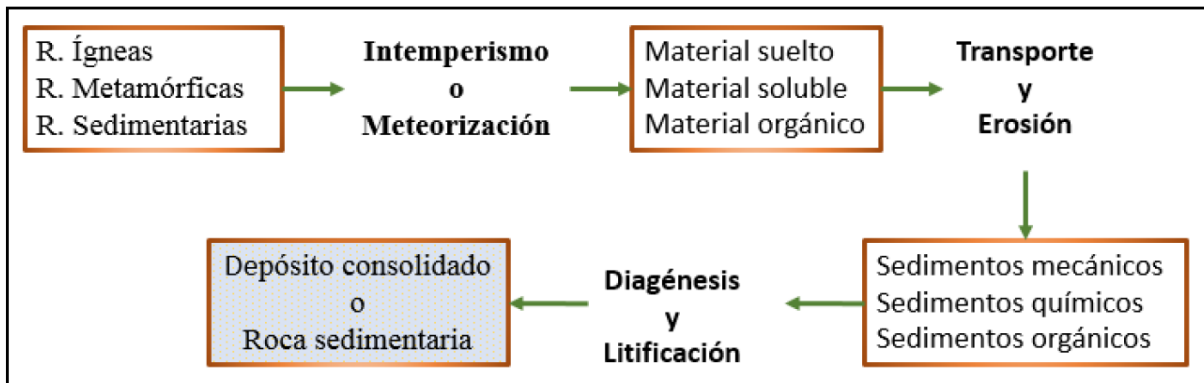 R. Ígneas
R. Metamórficas
R. Sedimentarias
Intemperismo
o
Meteorización
Material suelto
Material soluble
Material orgánico
Transporte
y
Erosión
Sedimentos mecánicos
Sedimentos químicos
Sedimentos orgánicos
Diagénesis
y
Litificación
Depósito consolidado
o
Roca sedimentaria